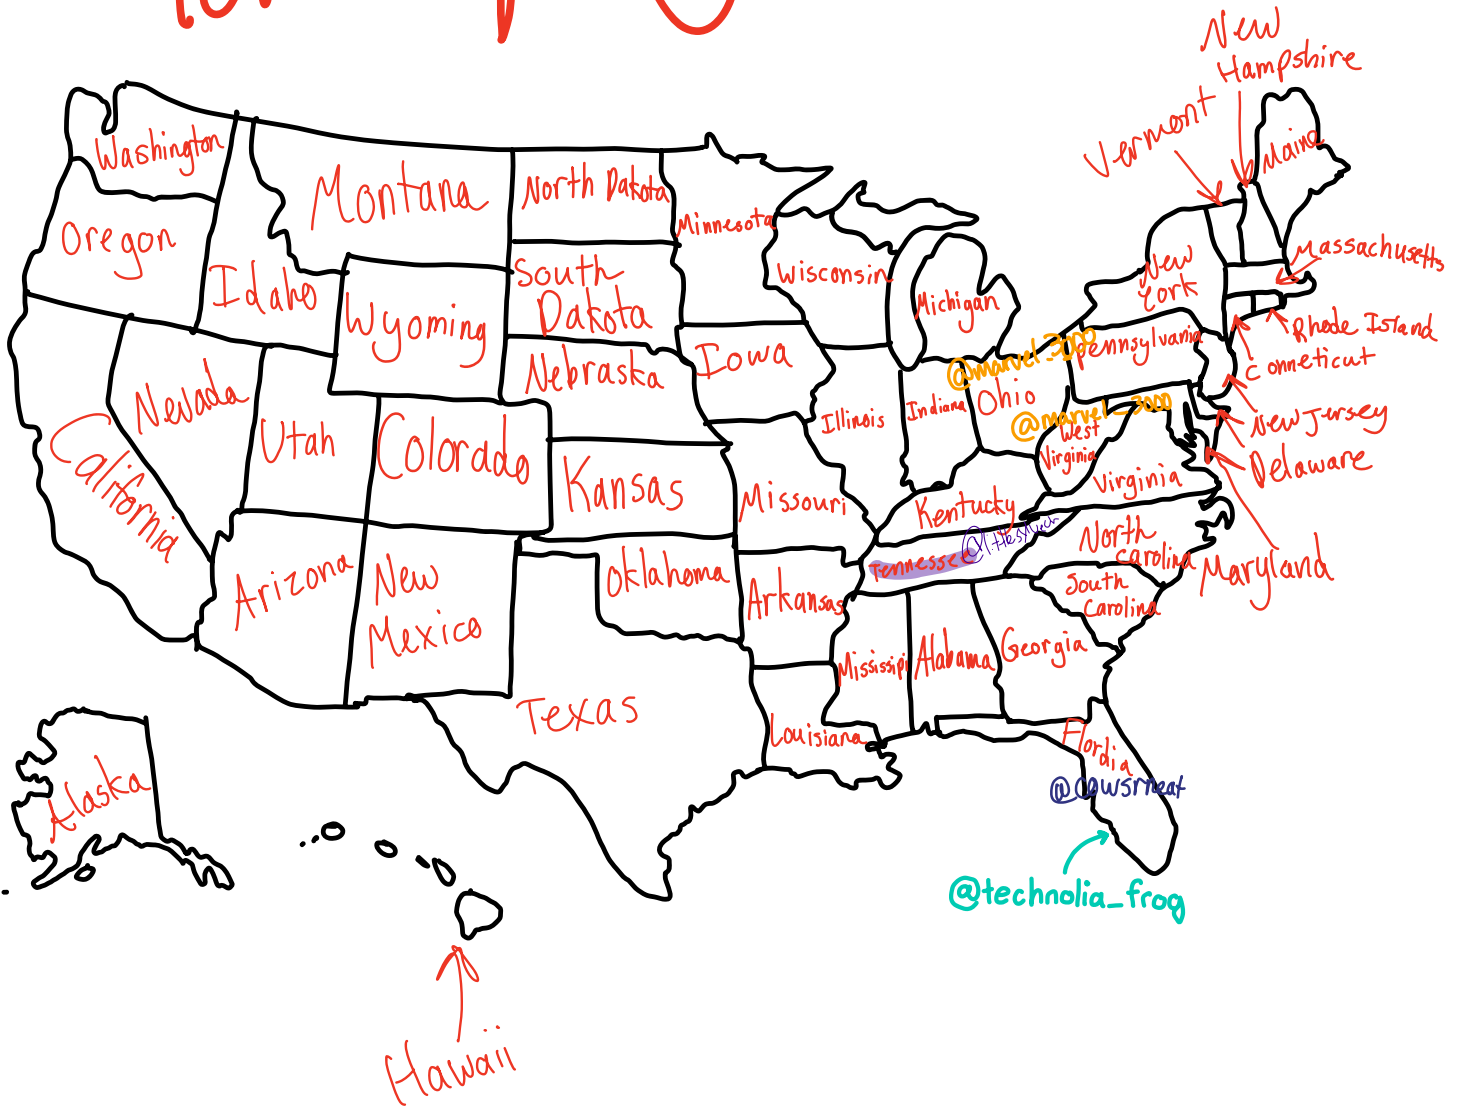 New
Hampshire
Vermont
Maine
Washington
Montana
North Dakota
Minnesota
Oregon
Idaho
Wyoming
South
Dakota
Wisconsin
Michigan
New
York
Massachusetts
Rhode Island
Conneticut
Pennsylvania
@marvel_3000
Nebraska
Iowa
Nevada
Utah
Colorado
California
Illinois
Indiana
Ohio
@marvel_3000
West
Virginia
New Jersey
Delaware
Maryland
Virginia
Kansas
Missouri
Kentucky
Tennessee
North
Carolina
South
Carolina
Arizona
New
Mexico
Oklahoma
Arkansas
Mississipi
Alabama
Georgia
Texas
Louisiana
Flordia
@technolia_frog
Alaska
Hawaii